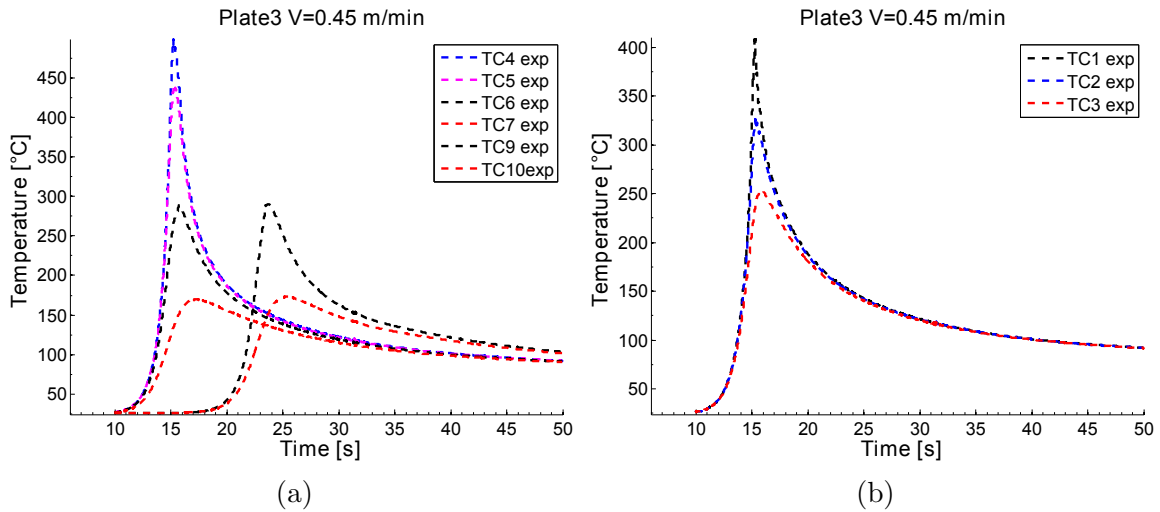 Plate3 V=0.45 m/min
Temperature [°C]
450
400
350
300
250
200
150
100
50
TC4 exp
TC5 exp
TC6 exp
TC7 exp
TC9 exp
TC10exp
10 15 20 25 30 35 40 45 50
Time [s]
(a)
Plate3 V=0.45 m/min
Temperature [°C]
400
350
300
250
200
150
100
50
TC1 exp
TC2 exp
TC3 exp
10 15 20 25 30 35 40 45 50
Time [s]
(b)